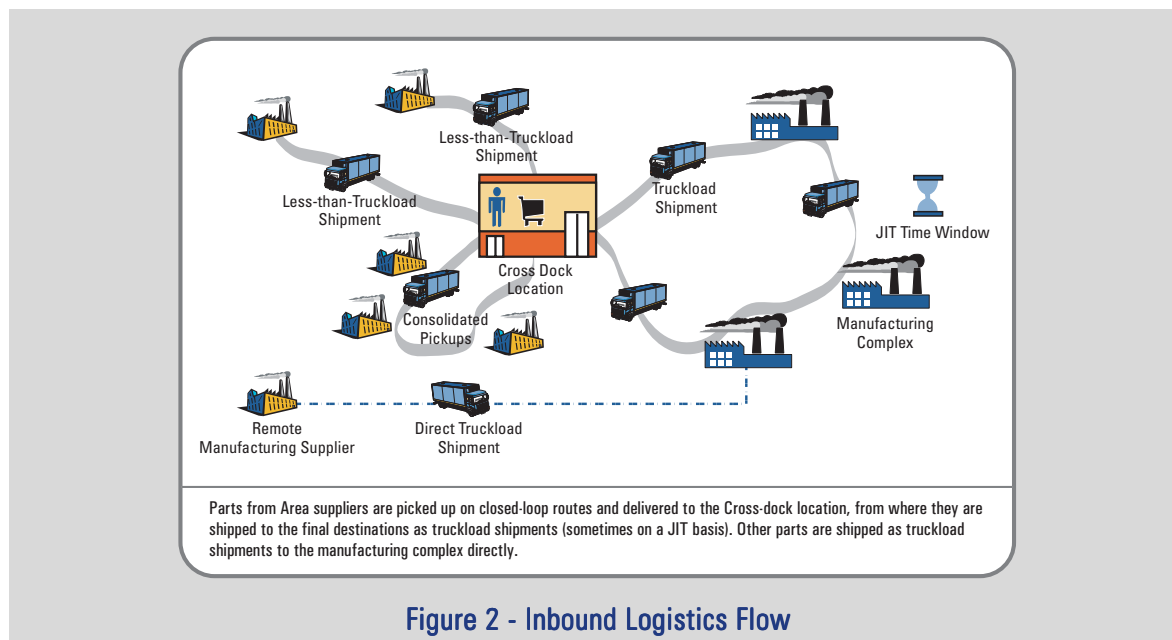 Less-than-Truckload
Shipment
Less-than-Truckload
Shipment
Truckload
Shipment
JIT Time Window
Cross Dock
Location
Consolidated
Pickups
Manufacturing
Complex
Remote
Manufacturing Supplier
Direct Truckload
Shipment
Parts from Area suppliers are picked up on closed-loop routes and delivered to the Cross-dock location, from where they are
shipped to the final destinations as truckload shipments (sometimes on a JIT basis). Other parts are shipped as truckload
shipments to the manufacturing complex directly.
Figure 2 - Inbound Logistics Flow